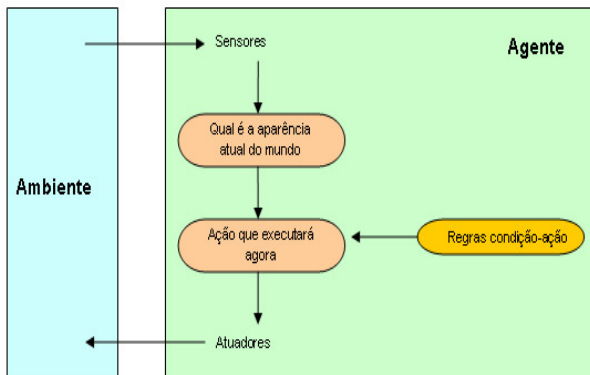 Sensores
Agente
Qual é a aparência
atual do mundo
Ambiente
Ação que executará
agora
Regras condição-ação
Atuadores